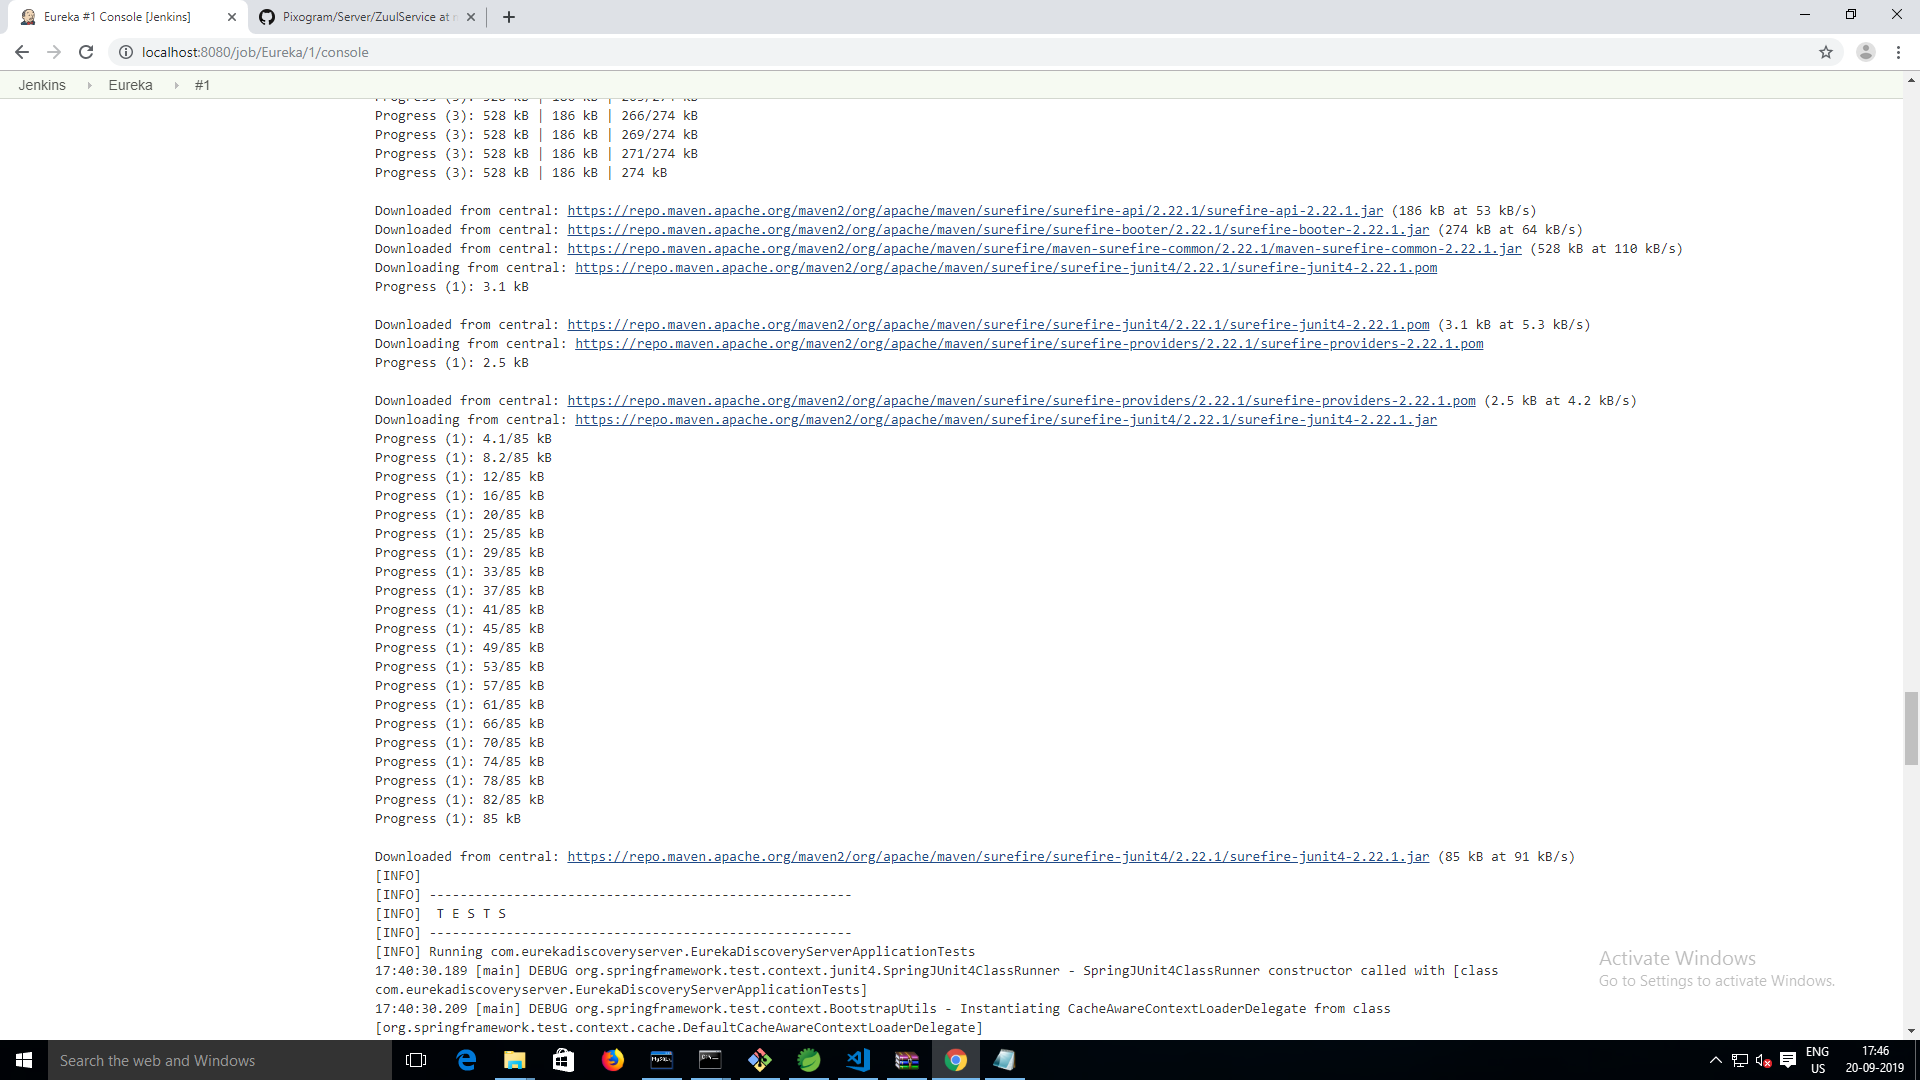 Eureka #1 Console [Jenkins]
Pixogram/Server/ZuulService at
localhost:8080/job/Eureka/1/console
Jenkins
Eureka
#1
Progress (3): 528 kB | 186 kB | 266/274 kB
Progress (3): 528 kB | 186 kB | 269/274 kB
Progress (3): 528 kB | 186 kB | 271/274 kB
Progress (3): 528 kB | 186 kB | 274 kB
Downloaded from central: https://repo.maven.apache.org/maven2/org/apache/maven/surefire/surefire-api/2.22.1/surefire-api-2.22.1.jar (186 kB at 53 kB/s)
Downloaded from central: https://repo.maven.apache.org/maven2/org/apache/maven/surefire/surefire-booter/2.22.1/surefire-booter-2.22.1.jar (274 kB at 64 kB/s)
Downloaded from central: https://repo.maven.apache.org/maven2/org/apache/maven/surefire/maven-surefire-common/2.22.1/maven-surefire-common-2.22.1.jar (528 kB at 110 kB/s)
Downloading from central: https://repo.maven.apache.org/maven2/org/apache/maven/surefire/surefire-junit4/2.22.1/surefire-junit4-2.22.1.pom
Progress (1): 3.1 kB
Downloaded from central: https://repo.maven.apache.org/maven2/org/apache/maven/surefire/surefire-junit4/2.22.1/surefire-junit4-2.22.1.pom (3.1 kB at 5.3 kB/s)
Downloading from central: https://repo.maven.apache.org/maven2/org/apache/maven/surefire/surefire-providers/2.22.1/surefire-providers-2.22.1.pom
Progress (1): 2.5 kB
Downloaded from central: https://repo.maven.apache.org/maven2/org/apache/maven/surefire/surefire-providers/2.22.1/surefire-providers-2.22.1.pom (2.5 kB at 4.2 kB/s)
Downloading from central: https://repo.maven.apache.org/maven2/org/apache/maven/surefire/surefire-junit4/2.22.1/surefire-junit4-2.22.1.jar
Progress (1): 4.1/85 kB
Progress (1): 8.2/85 kB
Progress (1): 12/85 kB
Progress (1): 16/85 kB
Progress (1): 20/85 kB
Progress (1): 25/85 kB
Progress (1): 29/85 kB
Progress (1): 33/85 kB
Progress (1): 37/85 kB
Progress (1): 41/85 kB
Progress (1): 45/85 kB
Progress (1): 49/85 kB
Progress (1): 53/85 kB
Progress (1): 57/85 kB
Progress (1): 61/85 kB
Progress (1): 66/85 kB
Progress (1): 70/85 kB
Progress (1): 74/85 kB
Progress (1): 78/85 kB
Progress (1): 82/85 kB
Progress (1): 85 kB
Downloaded from central: https://repo.maven.apache.org/maven2/org/apache/maven/surefire/surefire-junit4/2.22.1/surefire-junit4-2.22.1.jar (85 kB at 91 kB/s)
[INFO]
[INFO] -------------------------------------------------------
[INFO]  T E S T S
[INFO] -------------------------------------------------------
[INFO] Running com.eurekadiscoveryserver.EurekaDiscoveryServerApplicationTests
17:40:30.189 [main] DEBUG org.springframework.test.context.junit4.SpringJUnit4ClassRunner - SpringJUnit4ClassRunner constructor called with [class
com.eurekadiscoveryserver.EurekaDiscoveryServerApplicationTests]
17:40:30.209 [main] DEBUG org.springframework.test.context.BootstrapUtils - Instantiating CacheAwareContextLoaderDelegate from class
[org.springframework.test.context.cache.DefaultCacheAwareContextLoaderDelegate]
Activate Windows
Go to Settings to activate Windows.
Search the web and Windows
ENG
US
17:46
20-09-2019